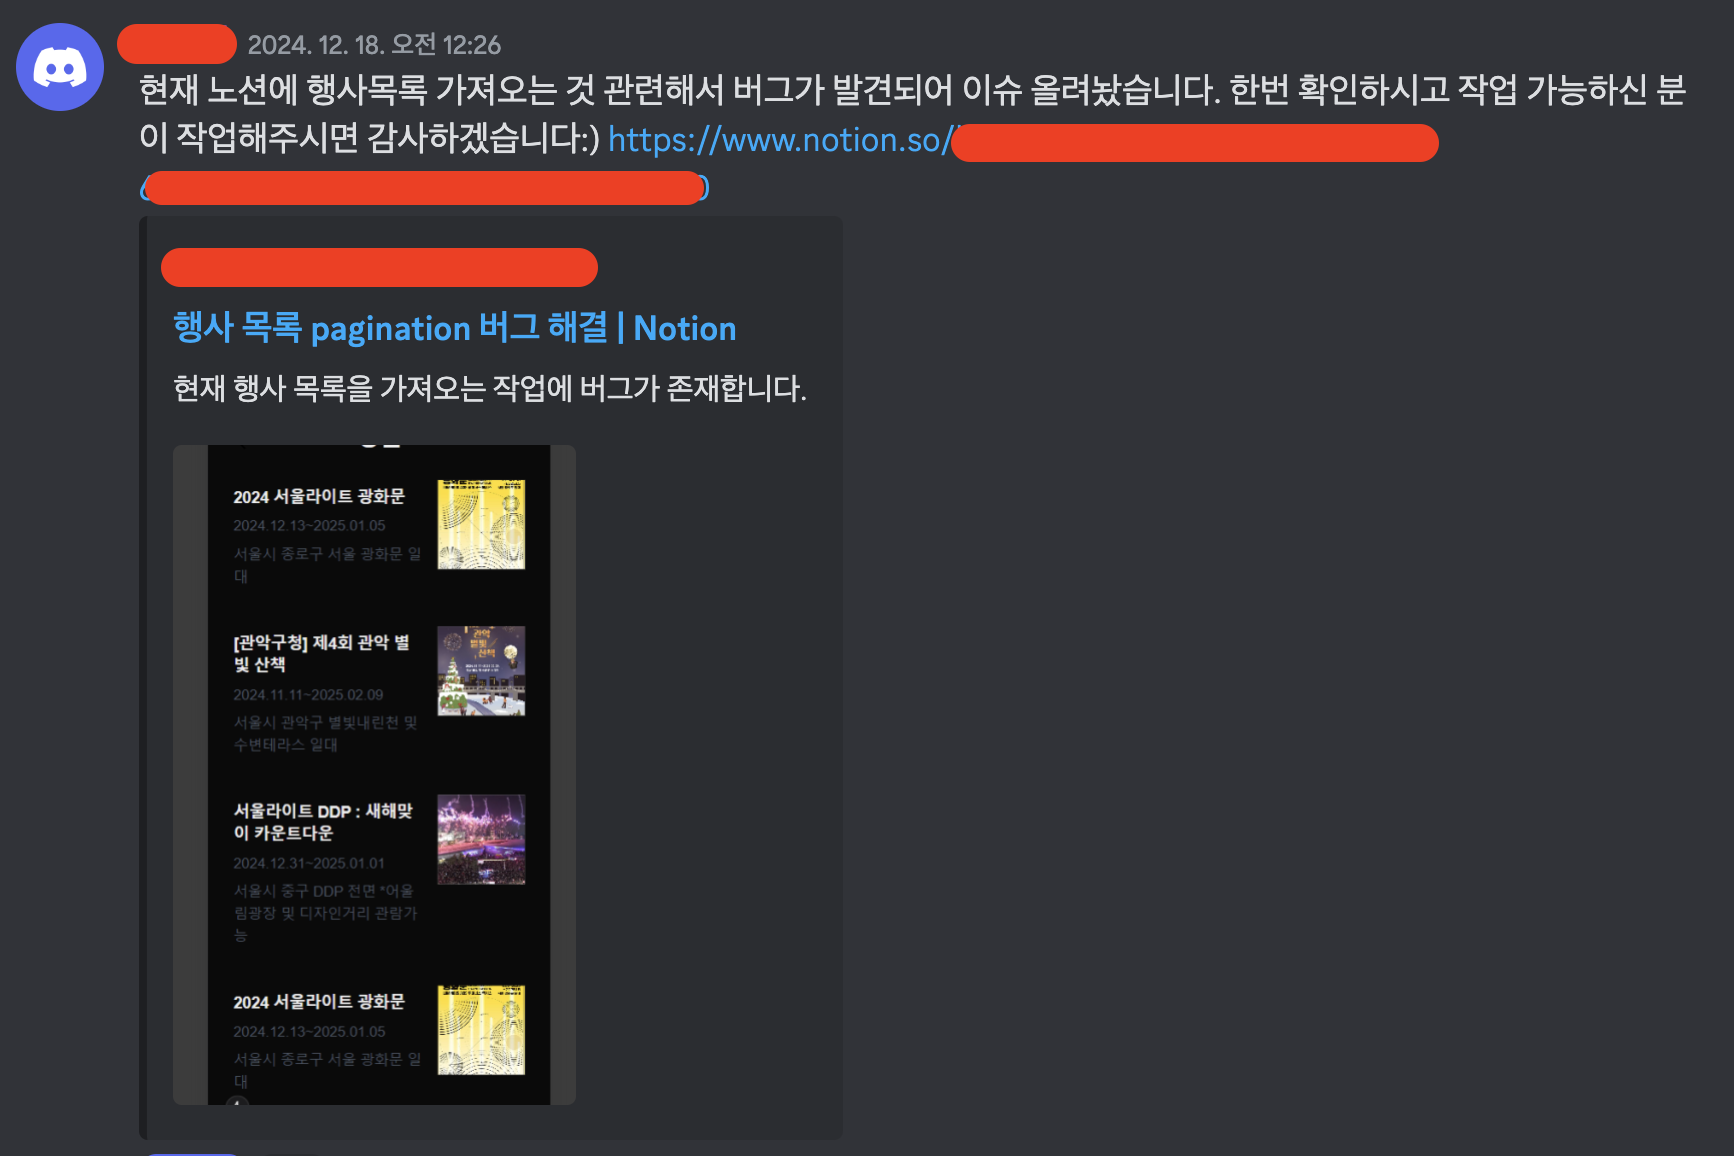 2024. 12. 18. 오전 12:26
현재 노션에 행사목록 가져오는 것 관련해서 버그가 발견되어 이슈 올려놨습니다. 한번 확인하시고 작업 가능하신 분
이 작업해주시면 감사하겠습니다:) https://www.notion.so/
행사 목록 pagination 버그 해결 | Notion
현재 행사 목록을 가져오는 작업에 버그가 존재합니다.
2024 서울라이트 광화문
2024.12.13~2025.01.05
서울시 종로구 서울 광화문 일
대
[관악구청] 제4회 관악 별
빛 산책
2024.11.11~2025.02.09
서울시 관악구 별빛내린천 및
수변테라스 일대
관악
별빛
산책
서울라이트 DDP : 새해맞
이 카운트다운
2024.12.31~2025.01.01
서울시 중구 DDP 전면 *어울
림광장 및 디자인거리 관람가
능
2024 서울라이트 광화문
2024.12.13~2025.01.05
서울시 종로구 서울 광화문 일
대